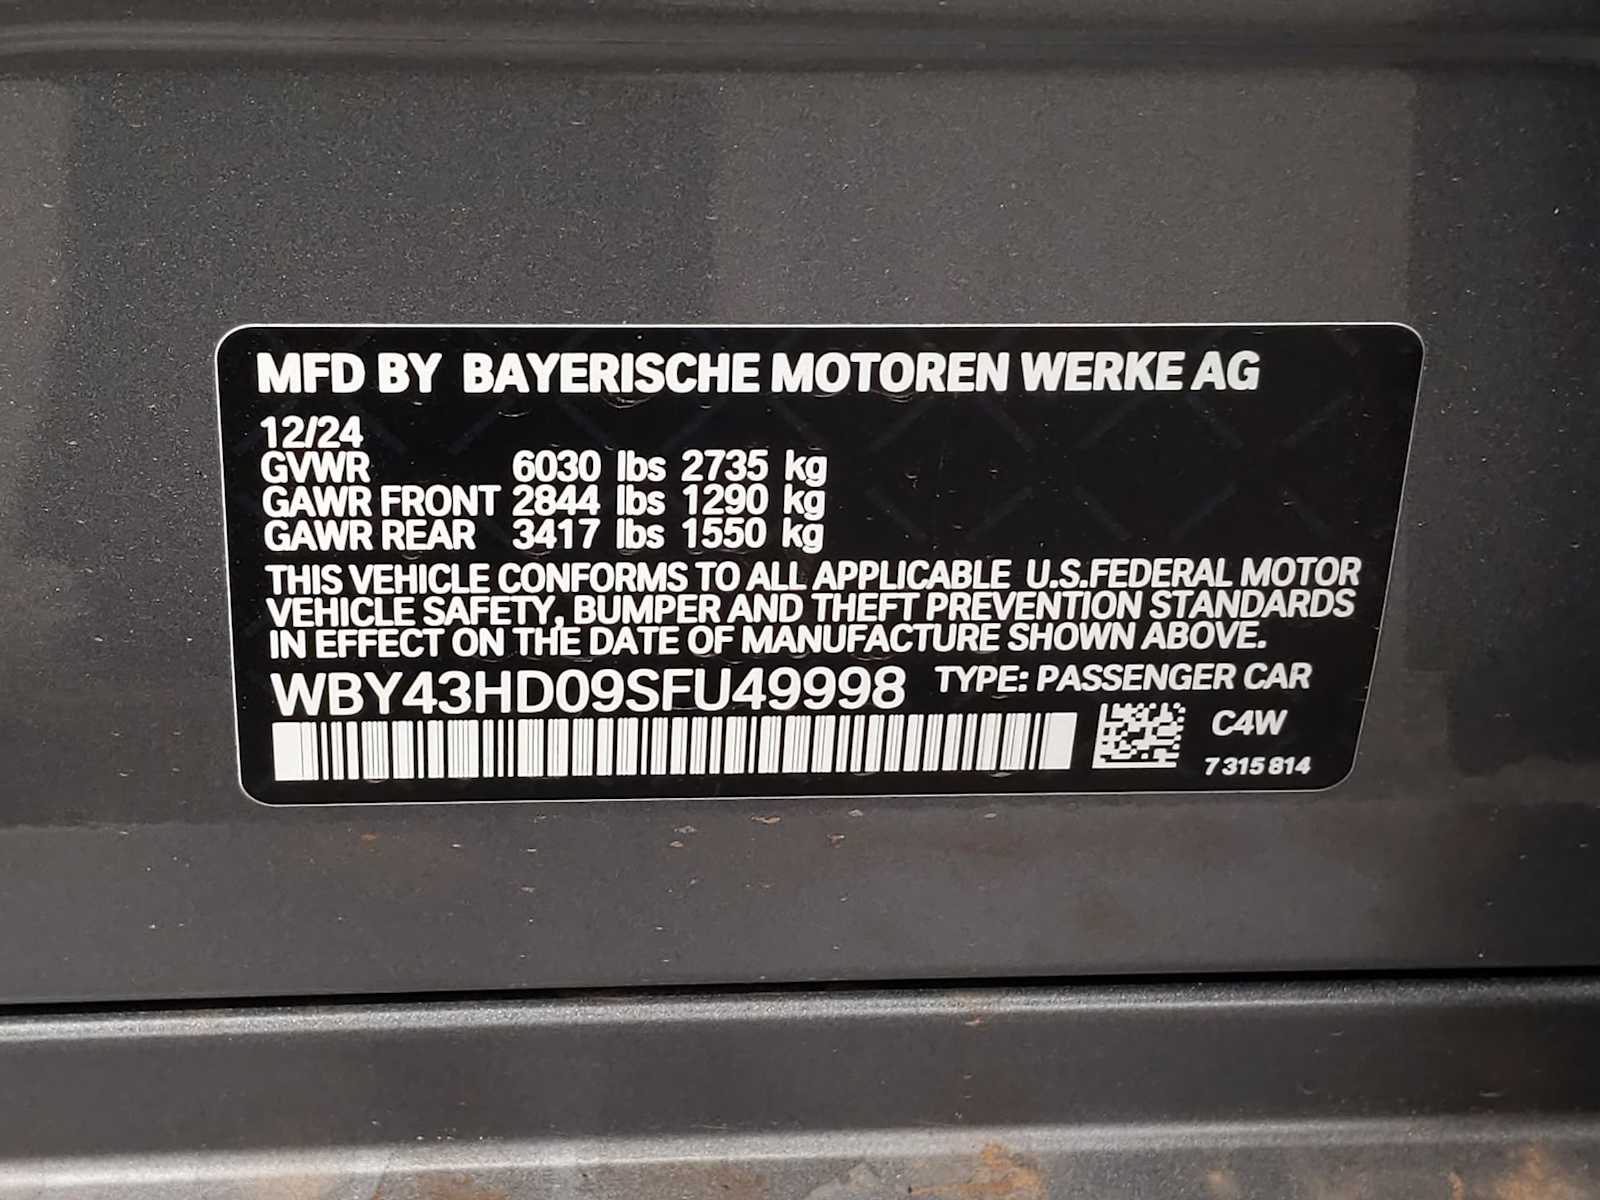 MFD BY BAYERISCHE MOTOREN WERKE AG
12/24
GVWR 6030 lbs 2735 kg
GAWR FRONT 2844 lbs 1290 kg
GAWR REAR 3417 lbs 1550 kg
THIS VEHICLE CONFORMS TO ALL APPLICABLE U.S.FEDERAL MOTOR
VEHICLE SAFETY, BUMPER AND THEFT PREVENTION STANDARDS
IN EFFECT ON THE DATE OF MANUFACTURE SHOWN ABOVE.
WBY43HD09SFU49998 TYPE: PASSENGER CAR
C4W
7 315 814